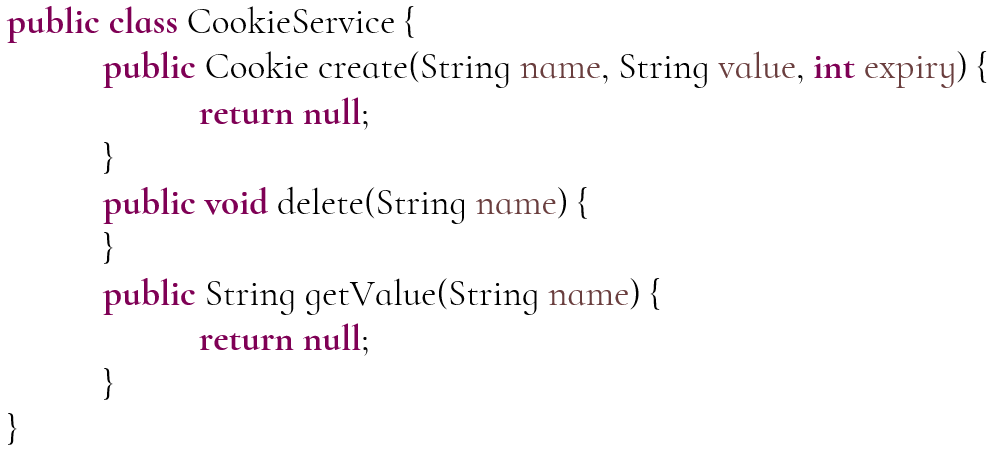 public class CookieService {
public Cookie create(String name, String value, int expiry) {
return null;
}
public void delete(String name) {
}
public String getValue(String name) {
return null;
}
}